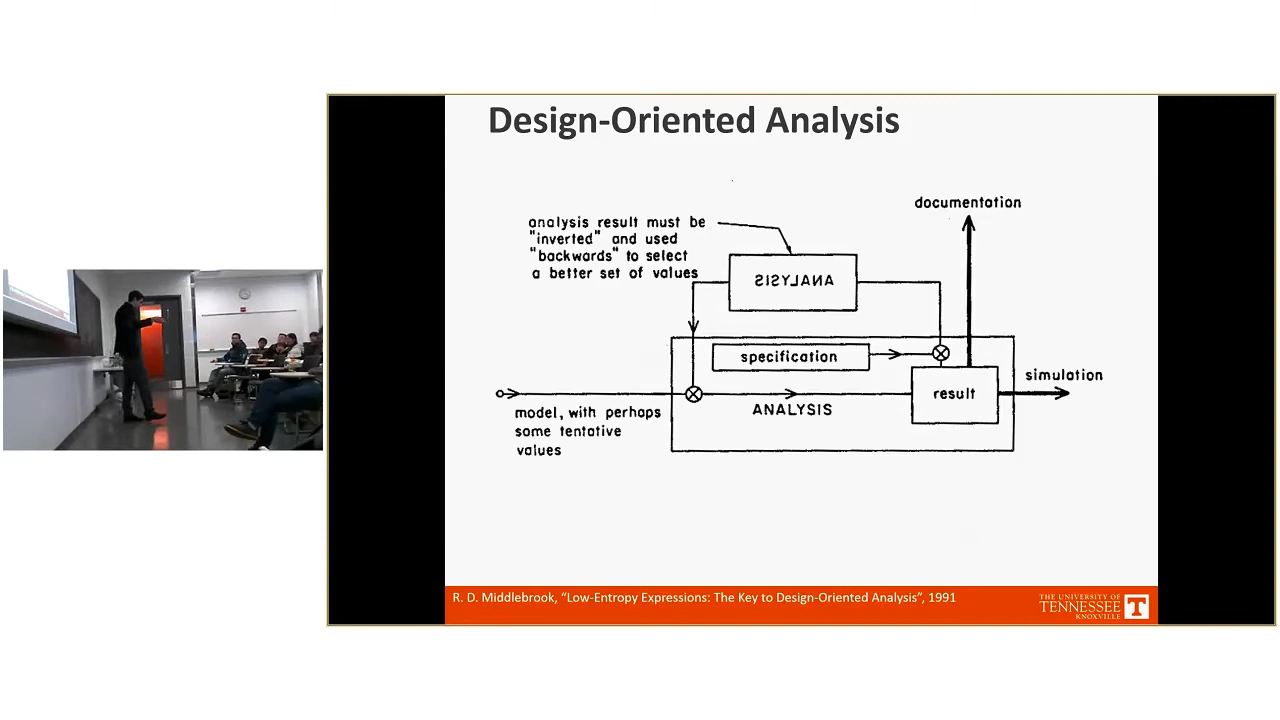 Design-Oriented Analysis
documentation
analysis result must be
"inverted" and used
"backwards" to select
a better set of values
ANALYSIS
specification
simulation
result
model, with perhaps
some tentative
values
ANALYSIS
R. D. Middlebrook, “Low-Entropy Expressions: The Key to Design-Oriented Analysis”, 1991
THE UNIVERSITY OF
TENNESSEE
KNOXVILLE
T